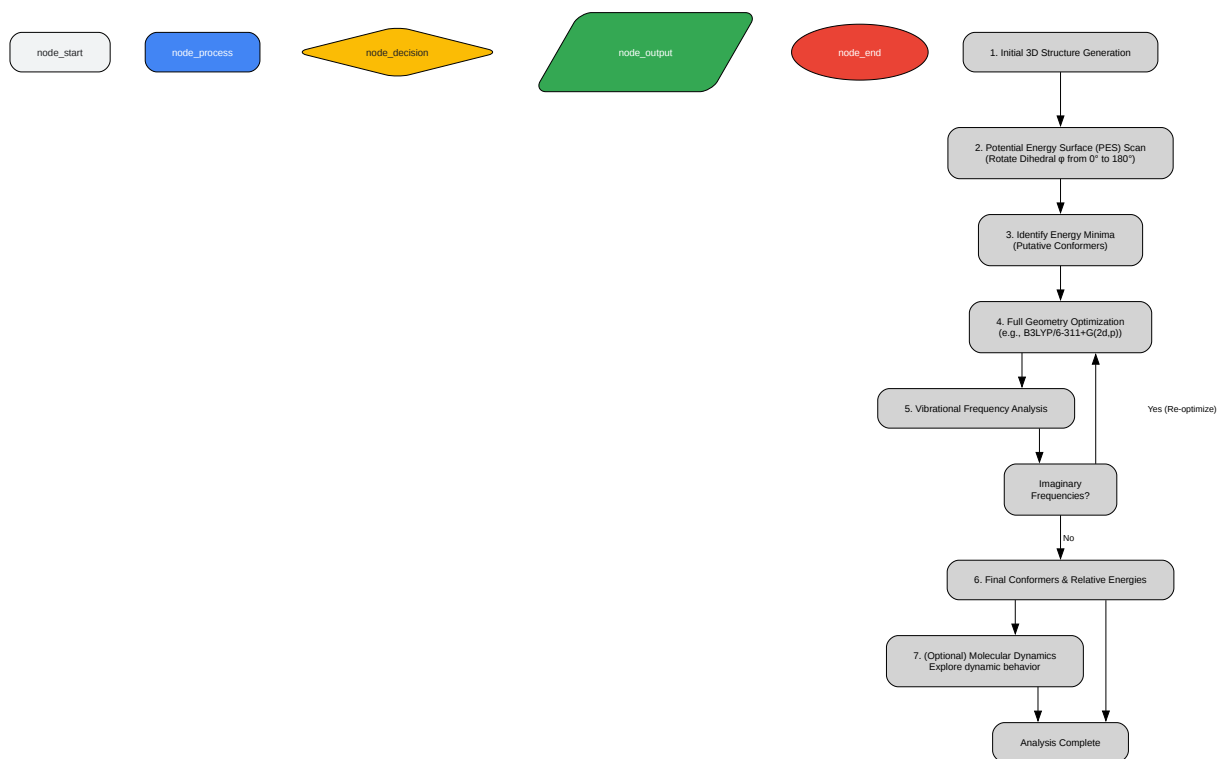 node_start
node_process
node_decision
node_output
node_end
1. Initial 3D Structure Generation
2. Potential Energy Surface (PES) Scan
(Rotate Dihedral φ from 0° to 180°)
3. Identify Energy Minima
(Putative Conformers)
4. Full Geometry Optimization
(e.g., B3LYP/6-311+G(2d,p))
5. Vibrational Frequency Analysis
Yes (Re-optimize)
Imaginary
Frequencies?
No
6. Final Conformers & Relative Energies
7. (Optional) Molecular Dynamics
Explore dynamic behavior
Analysis Complete